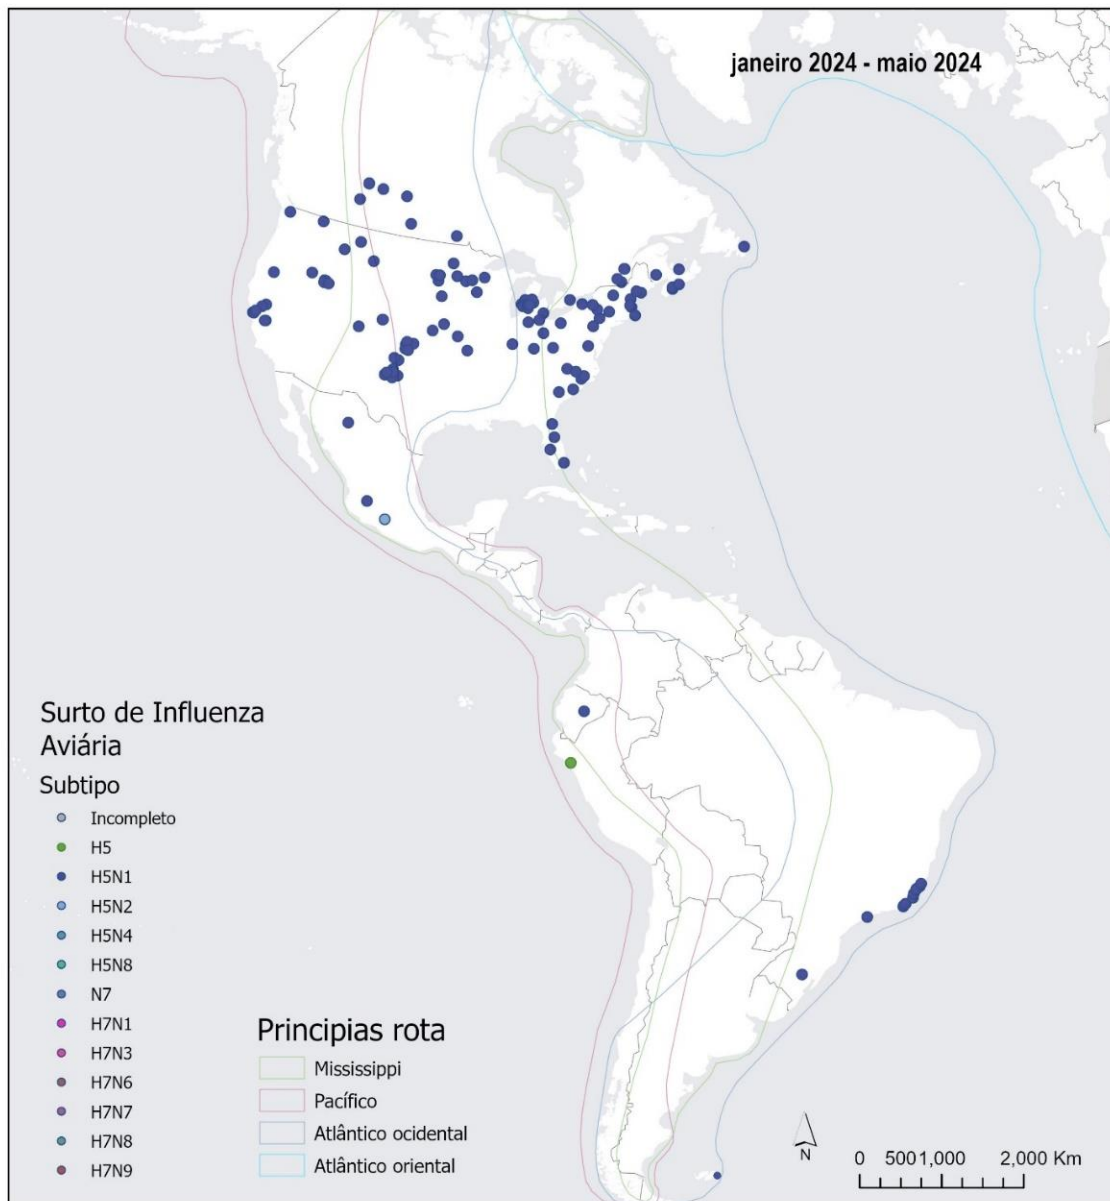 janeiro 2024 - maio 2024
Surto de Influenza
Aviária
Subtipo
Incompleto
H5
H5N1
H5N2
H5N4
H5N8
N7
H7N1
H7N3
H7N6
H7N7
H7N8
H7N9
Principias rota
Mississippi
Pacífico
Atlântico ocidental
Atlântico oriental
N
0 5001,000 2,000 Km